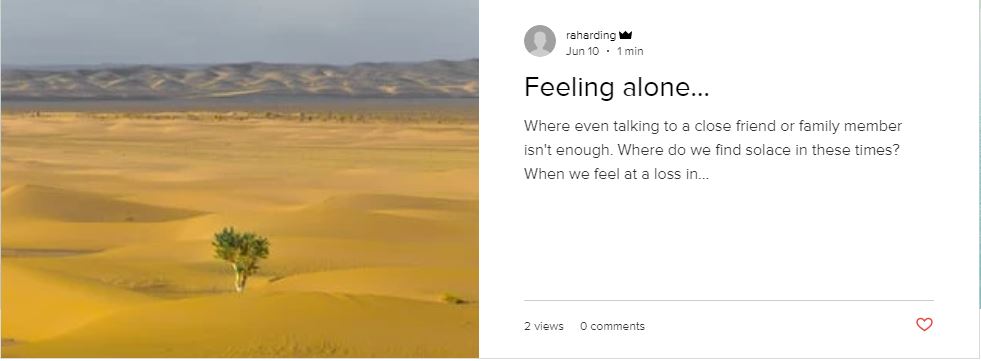 raharding
Jun 10 · 1 min
Feeling alone...
Where even talking to a close friend or family member
isn't enough. Where do we find solace in these times?
When we feel at a loss in...
2 views 0 comments